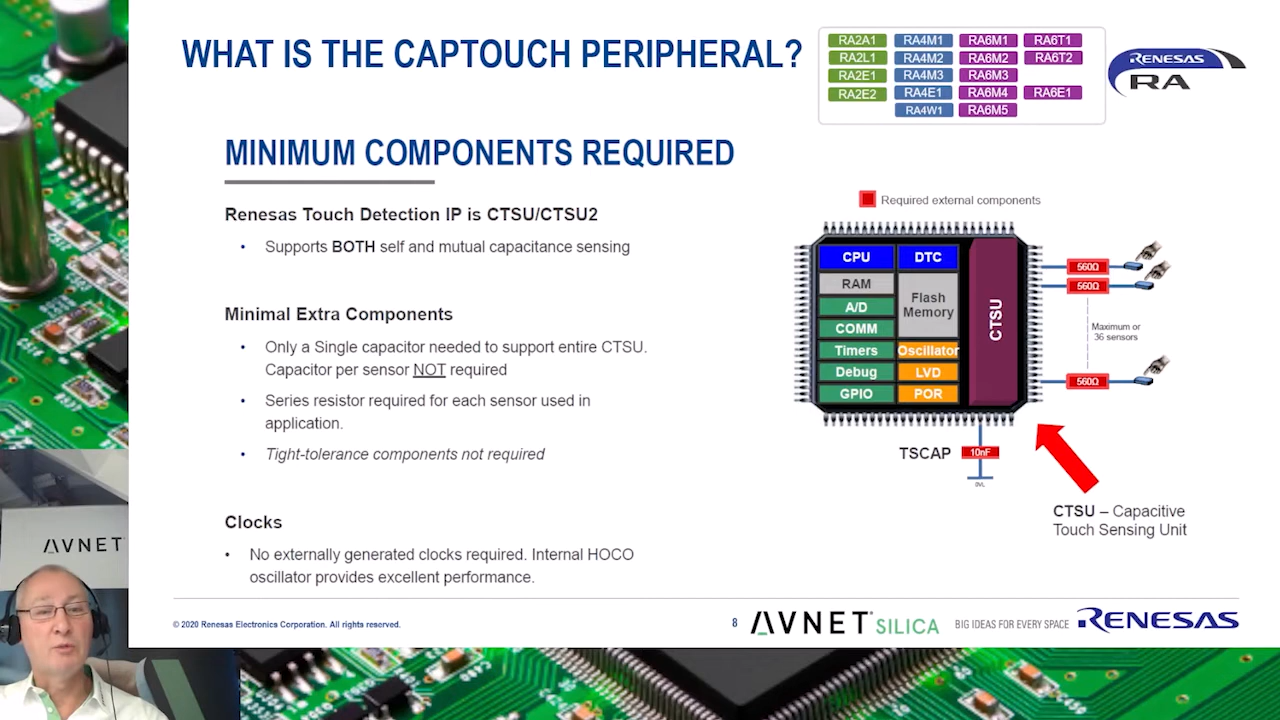 WHAT IS THE CAPTOUCH PERIPHERAL?
RA2A1 RA4M1 RA6M1 RA6T1
RA2L1 RA4M2 RA6M2 RA6T2
RA2E1 RA4M3 RA6M3
RA2E2 RA4E1 RA6M4 RA6E1
RA4W1 RA6M5
RENESAS
RA
MINIMUM COMPONENTS REQUIRED
Renesas Touch Detection IP is CTSU/CTSU2
• Supports BOTH self and mutual capacitance sensing
Minimal Extra Components
• Only a Single capacitor needed to support entire CTSU.
Capacitor per sensor NOT required
• Series resistor required for each sensor used in
application.
• Tight-tolerance components not required
Clocks
• No externally generated clocks required. Internal HOCO
oscillator provides excellent performance.
Required external components
CPU
DTC
RAM
Flash
Memory
A/D
COMM
Timers
Oscillator
Debug
LVD
GPIO
POR
CTSU
560Ω
560Ω
Maximum or
36 sensors
560Ω
TSCAP
10nF
0VL
CTSU – Capacitive
Touch Sensing Unit
AVNET
© 2020 Renesas Electronics Corporation. All rights reserved.
8
AVNET SILICA
BIG IDEAS FOR EVERY SPACE
RENESAS